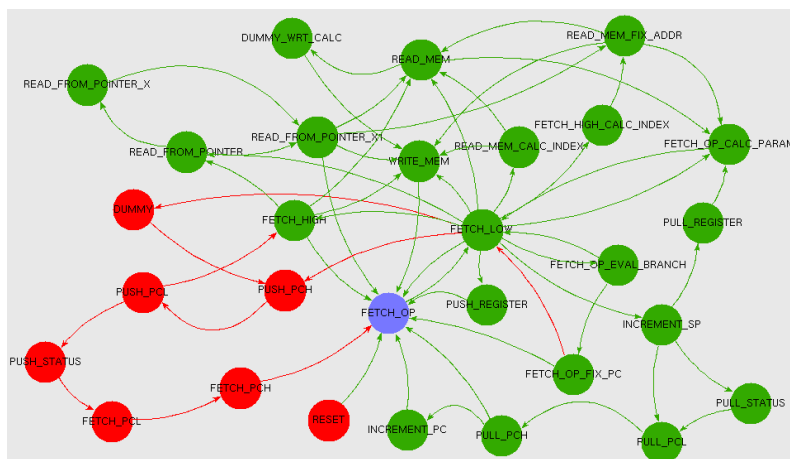 DUMMY_WRT_CALC
READ_MEM_FIX_ADDR
READ_MEM
READ_FROM_POINTER_X
FETCH_HIGH_CALC_INDEX
READ_FROM_POINTER_X1
FETCH_OP_CALC_PARAM
READ_FROM_POINTER
READ_MEM_CALC_INDEX
WRITE_MEM
DUMMY
FETCH_HIGH
PULL_REGISTER
FETCH_LOW
FETCH_OP_EVAL_BRANCH
PUSH_PCL
PUSH_PCH
PUSH_REGISTER
FETCH_OP
INCREMENT_SP
PUSH_STATUS
FETCH_OP_FIX_PC
FETCH_PCH
PULL_STATUS
FETCH_PCL
RESET
INCREMENT_PC
PULL_PCH
PULL_PCL